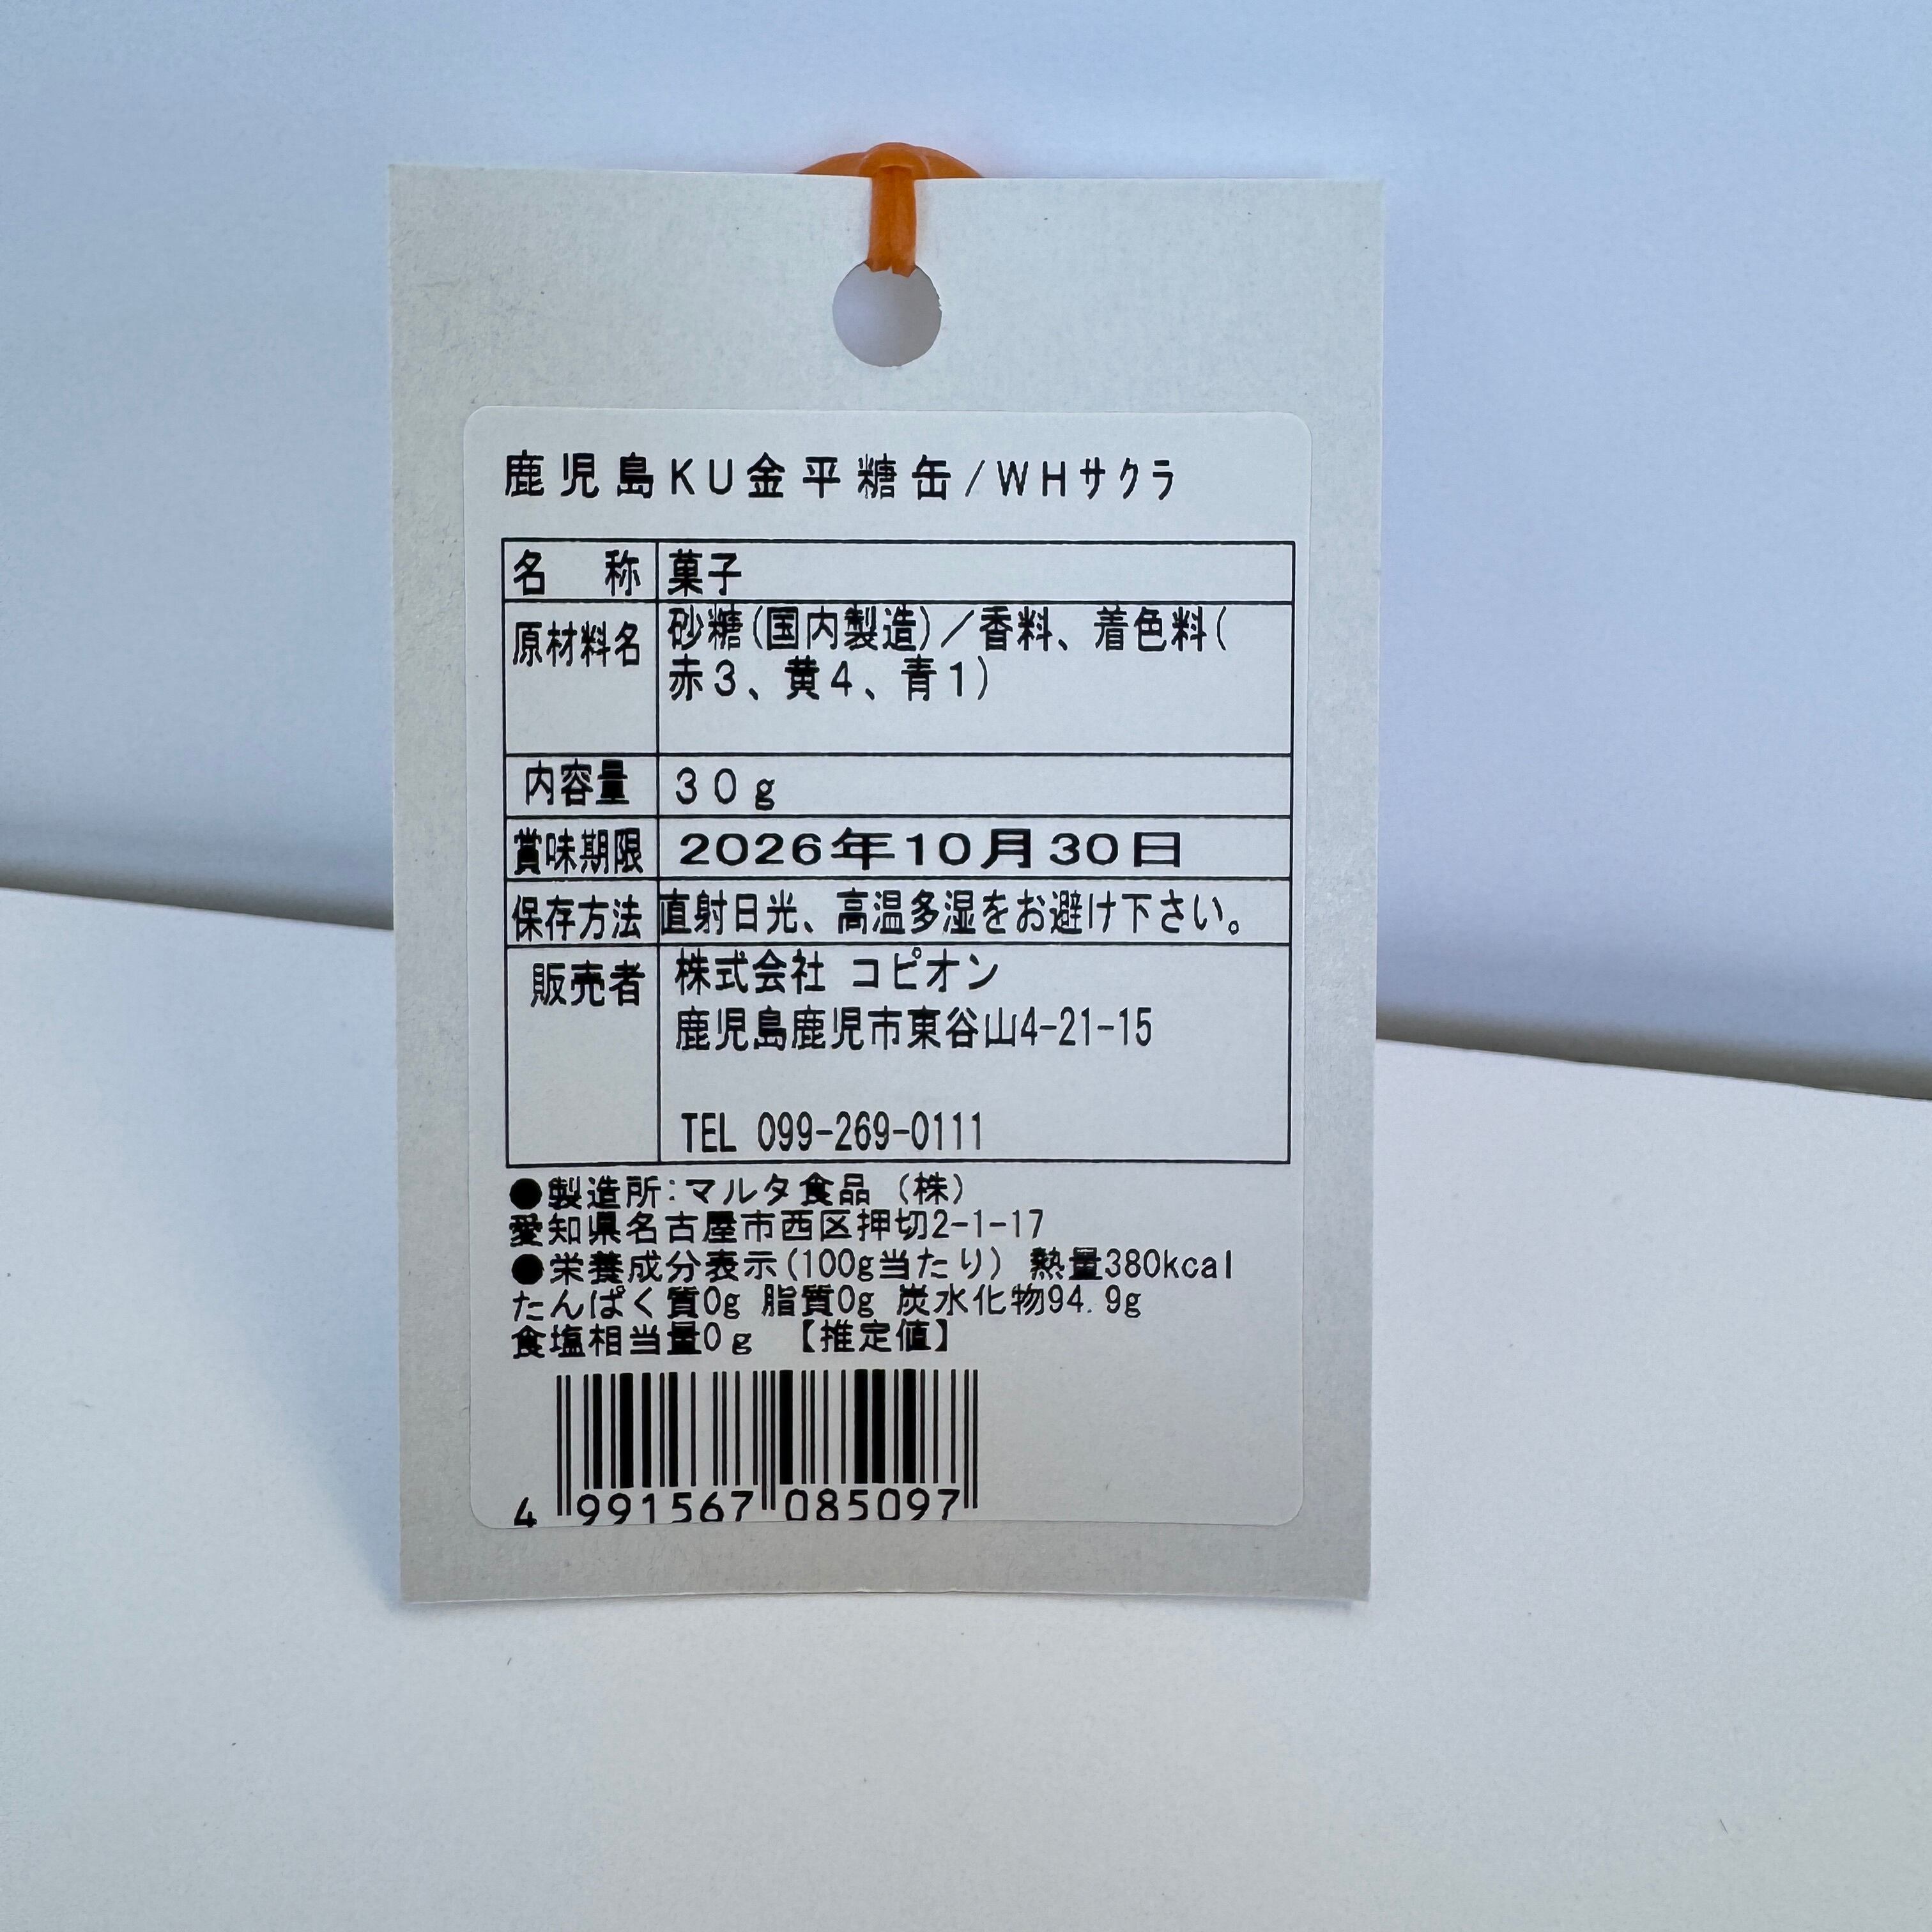 鹿児島KU金平糖缶/WHサクラ
名　称 菓子
原材料名 砂糖(国内製造)／香料、着色料(
赤3、黄4、青1)
内容量 30g
賞味期限 2026年10月30日
保存方法 直射日光、高温多湿をお避け下さい。
販売者 株式会社 コピオン
鹿児島鹿児市東谷山4-21-15
TEL 099-269-0111
●製造所:マルタ食品（株）
愛知県名古屋市西区押切2-1-17
●栄養成分表示(100g当たり) 熱量380kcal
たんぱく質0g 脂質0g 炭水化物94.9g
食塩相当量0g 【推定値】
4 991567 085097